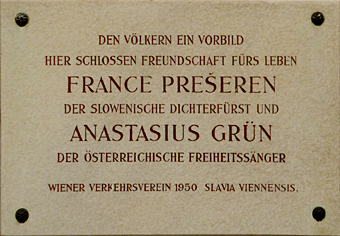 DEN VÖLKERN EIN VORBILD
HIER SCHLOSSEN FREUNDSCHAFT FÜRS LEBEN
FRANCE PREŠEREN
DER SLOWENISCHE DICHTERFÜRST UND
ANASTASIUS GRÜN
DER ÖSTERREICHISCHE FREIHEITSSÄNGER
WIENER VERKEHRSVEREIN 1950 SLAVIA VIENNENSIS.